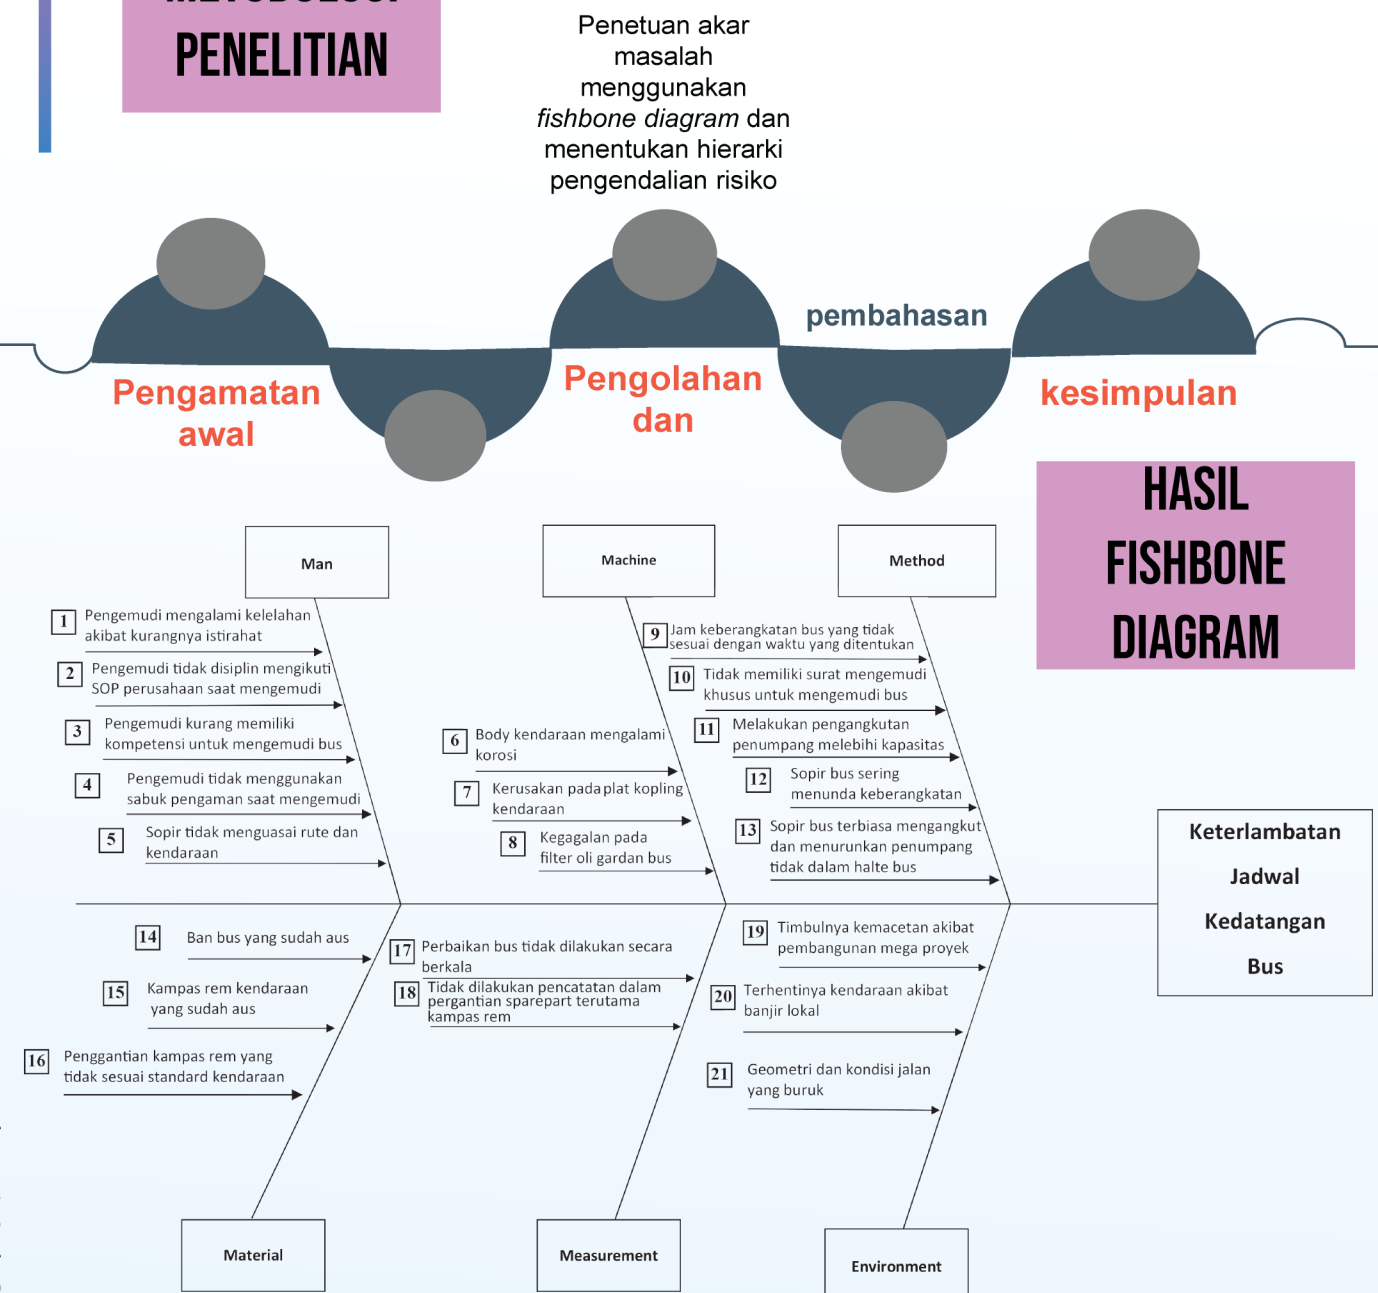 PENELITIAN
Penetuan akar
masalah
menggunakan
fishbone diagram dan
menentukan hierarki
pengendalian risiko
pembahasan
Pengamatan
awal
Pengolahan
dan
kesimpulan
HASIL
FISHBONE
DIAGRAM
Man
1 Pengemudi mengalami kelelahan
akibat kurangnya istirahat
2 Pengemudi tidak disiplin mengikuti
SOP perusahaan saat mengemudi
3 Pengemudi kurang memiliki
kompetensi untuk mengemudi bus
4 Pengemudi tidak menggunakan
sabuk pengaman saat mengemudi
5 Sopir tidak menguasai rute dan
kendaraan
Machine
6 Body kendaraan mengalami
korosi
7 Kerusakan pada plat kopling
kendaraan
8 Kegagalan pada
filter oli gardan bus
Method
9 Jam keberangkatan bus yang tidak
sesuai dengan waktu yang ditentukan
10 Tidak memiliki surat mengemudi
khusus untuk mengemudi bus
11 Melakukan pengangkutan
penumpang melebihi kapasitas
12 Sopir bus sering
menunda keberangkatan
13 Sopir bus terbiasa mengangkut
dan menurunkan penumpang
tidak dalam halte bus
Keterlambatan
Jadwal
Kedatangan
Bus
14 Ban bus yang sudah aus
15 Kampas rem kendaraan
yang sudah aus
16 Penggantian kampas rem yang
tidak sesuai standard kendaraan
Material
17 Perbaikan bus tidak dilakukan secara
berkala
18 Tidak dilakukan pencatatan dalam
pergantian sparepart terutama
kampas rem
Measurement
19 Timbulnya kemacetan akibat
pembangunan mega proyek
20 Terhentinya kendaraan akibat
banjir lokal
21 Geometri dan kondisi jalan
yang buruk
Environment